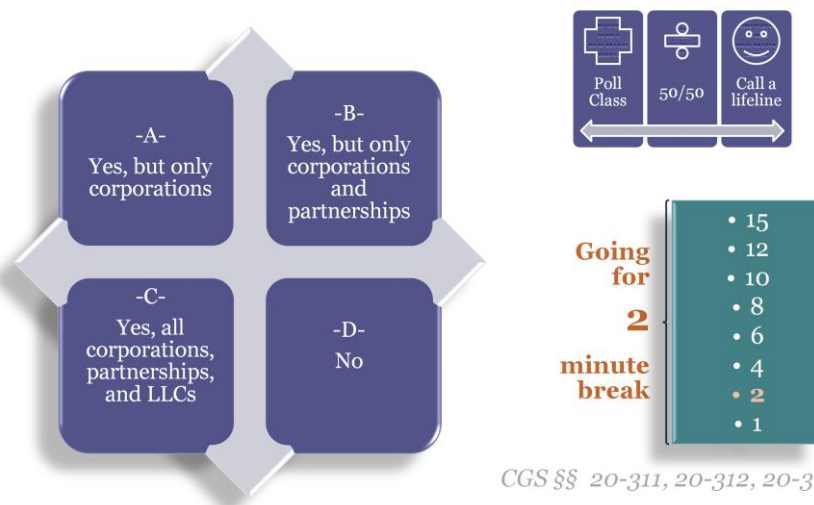 -A-
Yes, but only
corporations
-B-
Yes, but only
corporations
and
partnerships
-C-
Yes, all
corporations,
partnerships,
and LLCs
-D-
No
Poll
Class
50/50
Call a
lifeline
Going
for
2
minute
break
• 15
• 12
• 10
• 8
• 6
• 4
• 2
• 1
CGS §§ 20-311, 20-312, 20-3